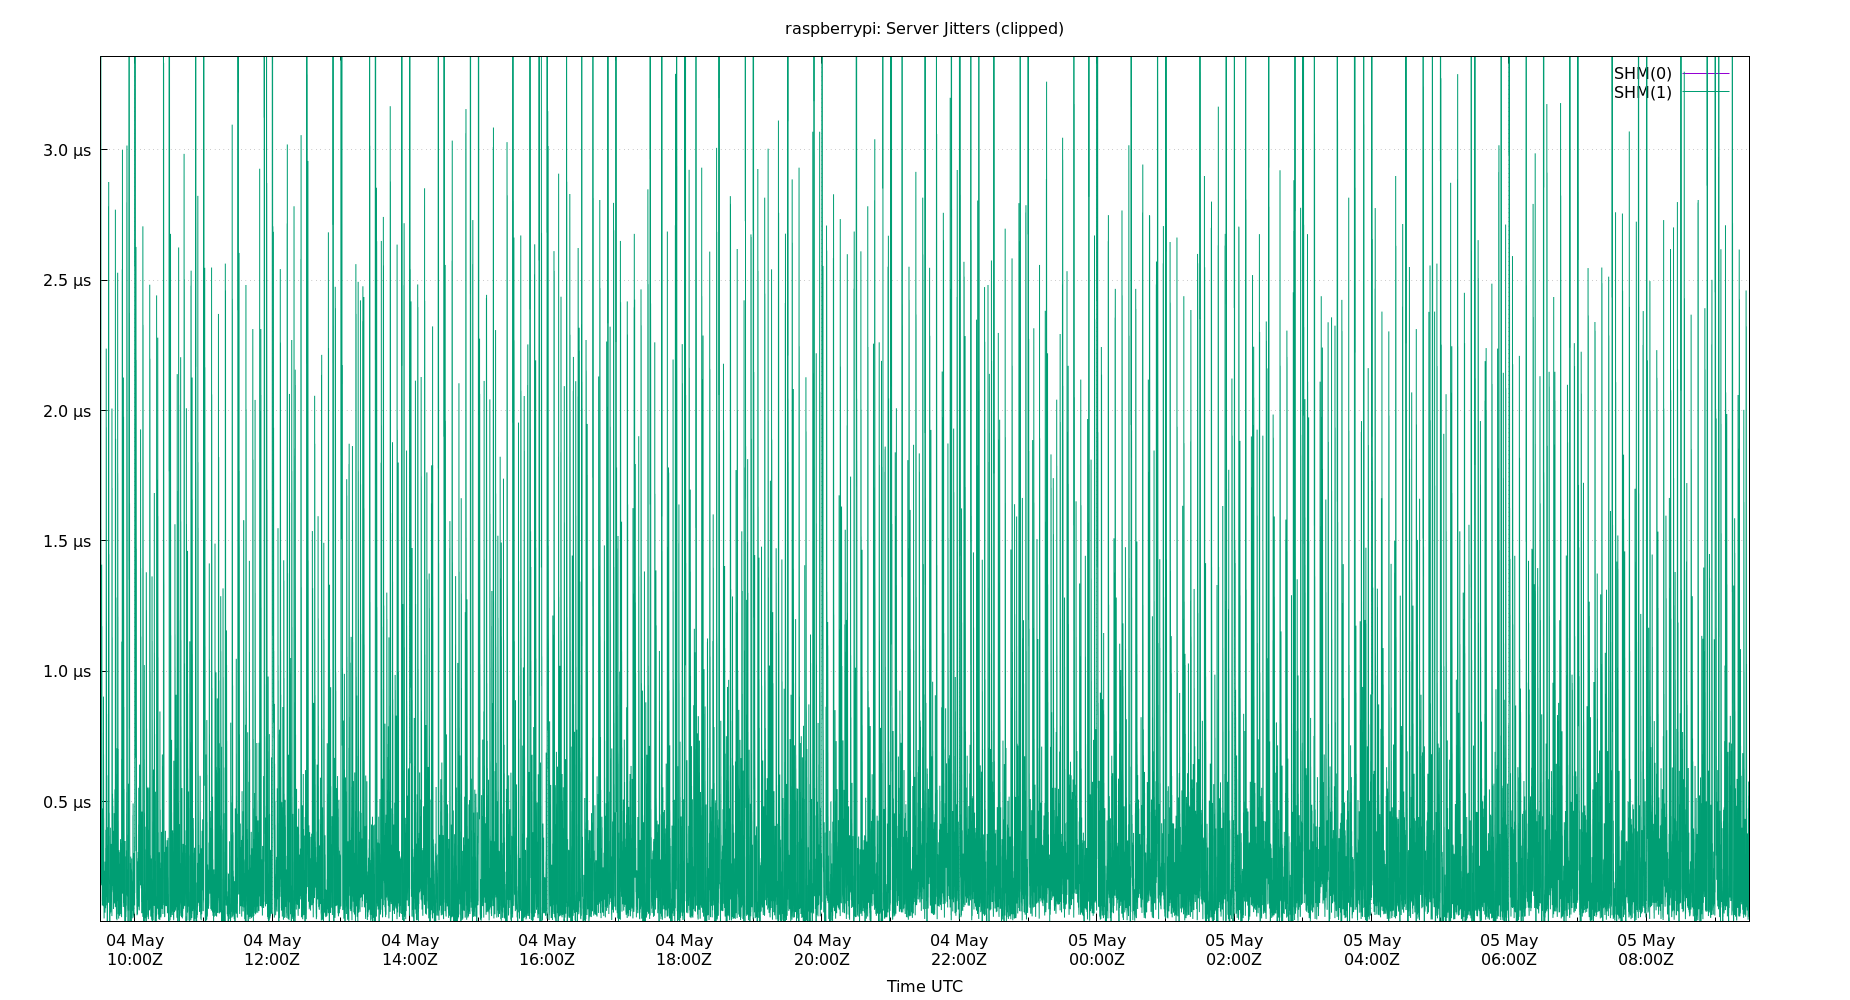 raspberrypi: Server Jitters (clipped)
SHM(0)
SHM(1)
3.0 µs
2.5 µs
2.0 µs
1.5 µs
1.0 µs
0.5 µs
04 May 04 May 04 May 04 May 04 May 04 May 04 May 05 May 05 May 05 May 05 May 05 May
10:00Z 12:00Z 14:00Z 16:00Z 18:00Z 20:00Z 22:00Z 00:00Z 02:00Z 04:00Z 06:00Z 08:00Z
Time UTC